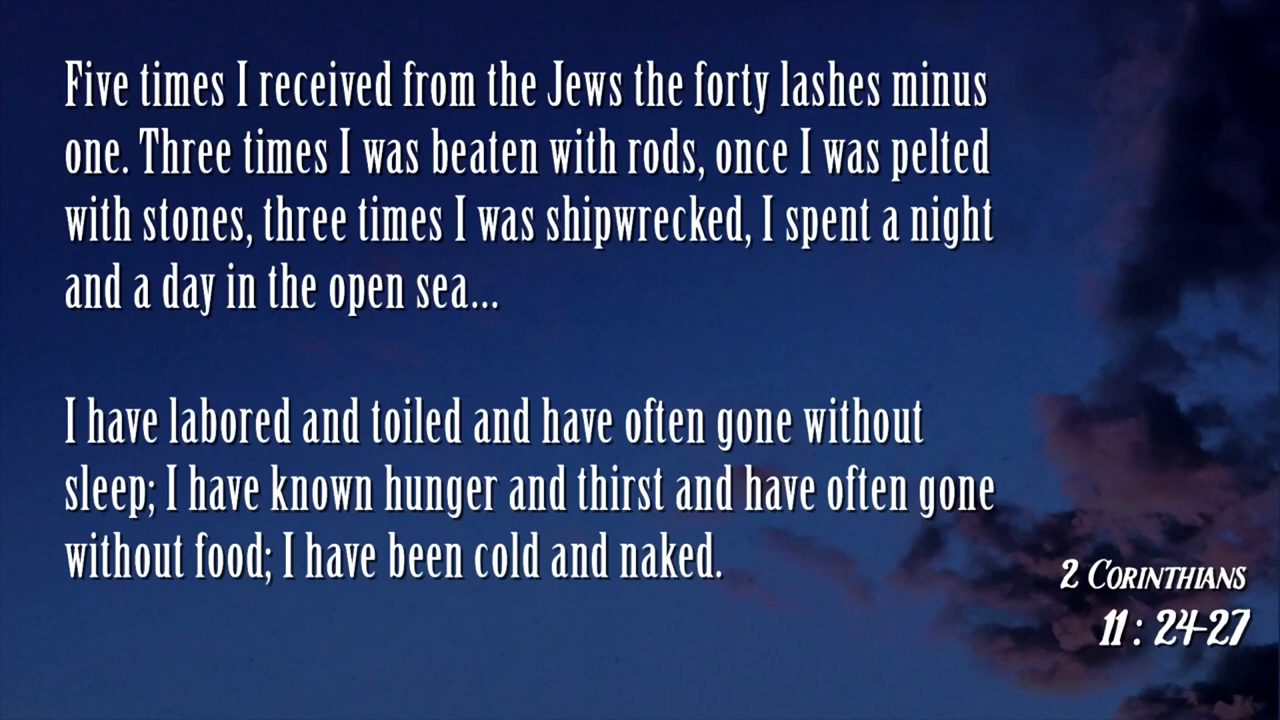 Five times I received from the Jews the forty lashes minus
one. Three times I was beaten with rods, once I was pelted
with stones, three times I was shipwrecked, I spent a night
and a day in the open sea...
I have labored and toiled and have often gone without
sleep; I have known hunger and thirst and have often gone
without food; I have been cold and naked.
2 Corinthians
11 : 24-27